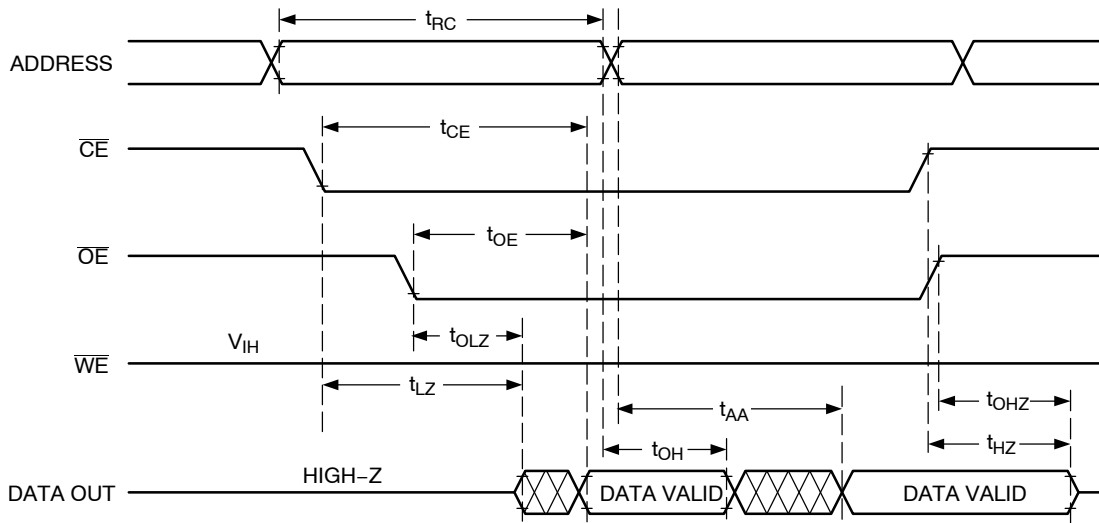 tRC
ADDRESS
tCE
CE
tOE
OE
tOLZ
VIH
WE
tLZ
tAA
tOHZ
tOH
tHZ
HIGH–Z
DATA OUT
DATA VALID
DATA VALID